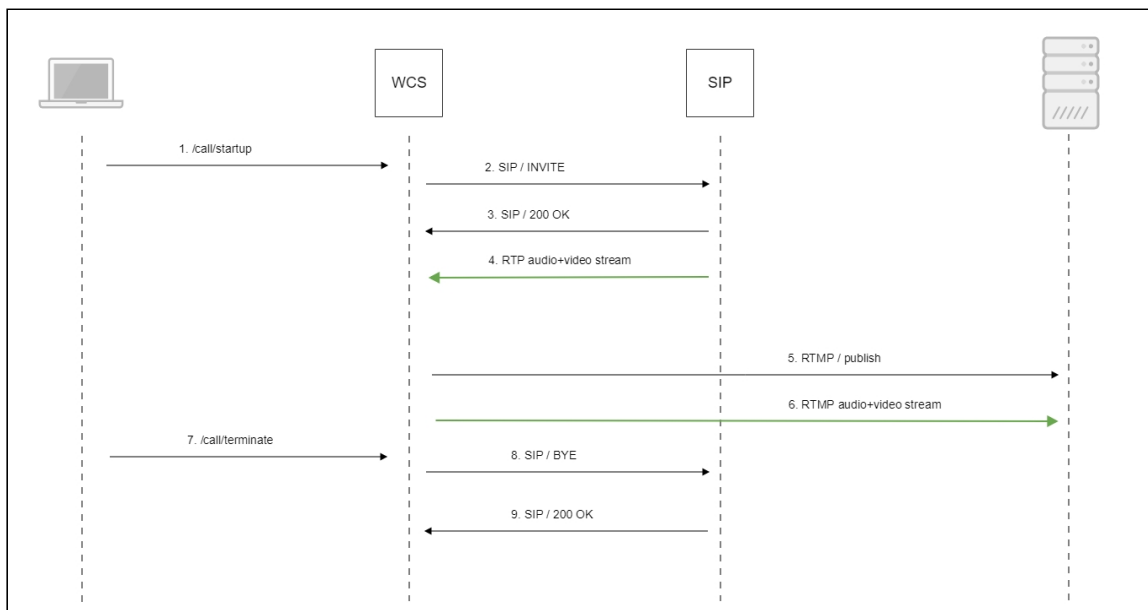 WCS
SIP
1. /call/startup
2. SIP / INVITE
3. SIP / 200 OK
4. RTP audio+video stream
5. RTMP / publish
6. RTMP audio+video stream
7. /call/terminate
8. SIP / BYE
9. SIP / 200 OK